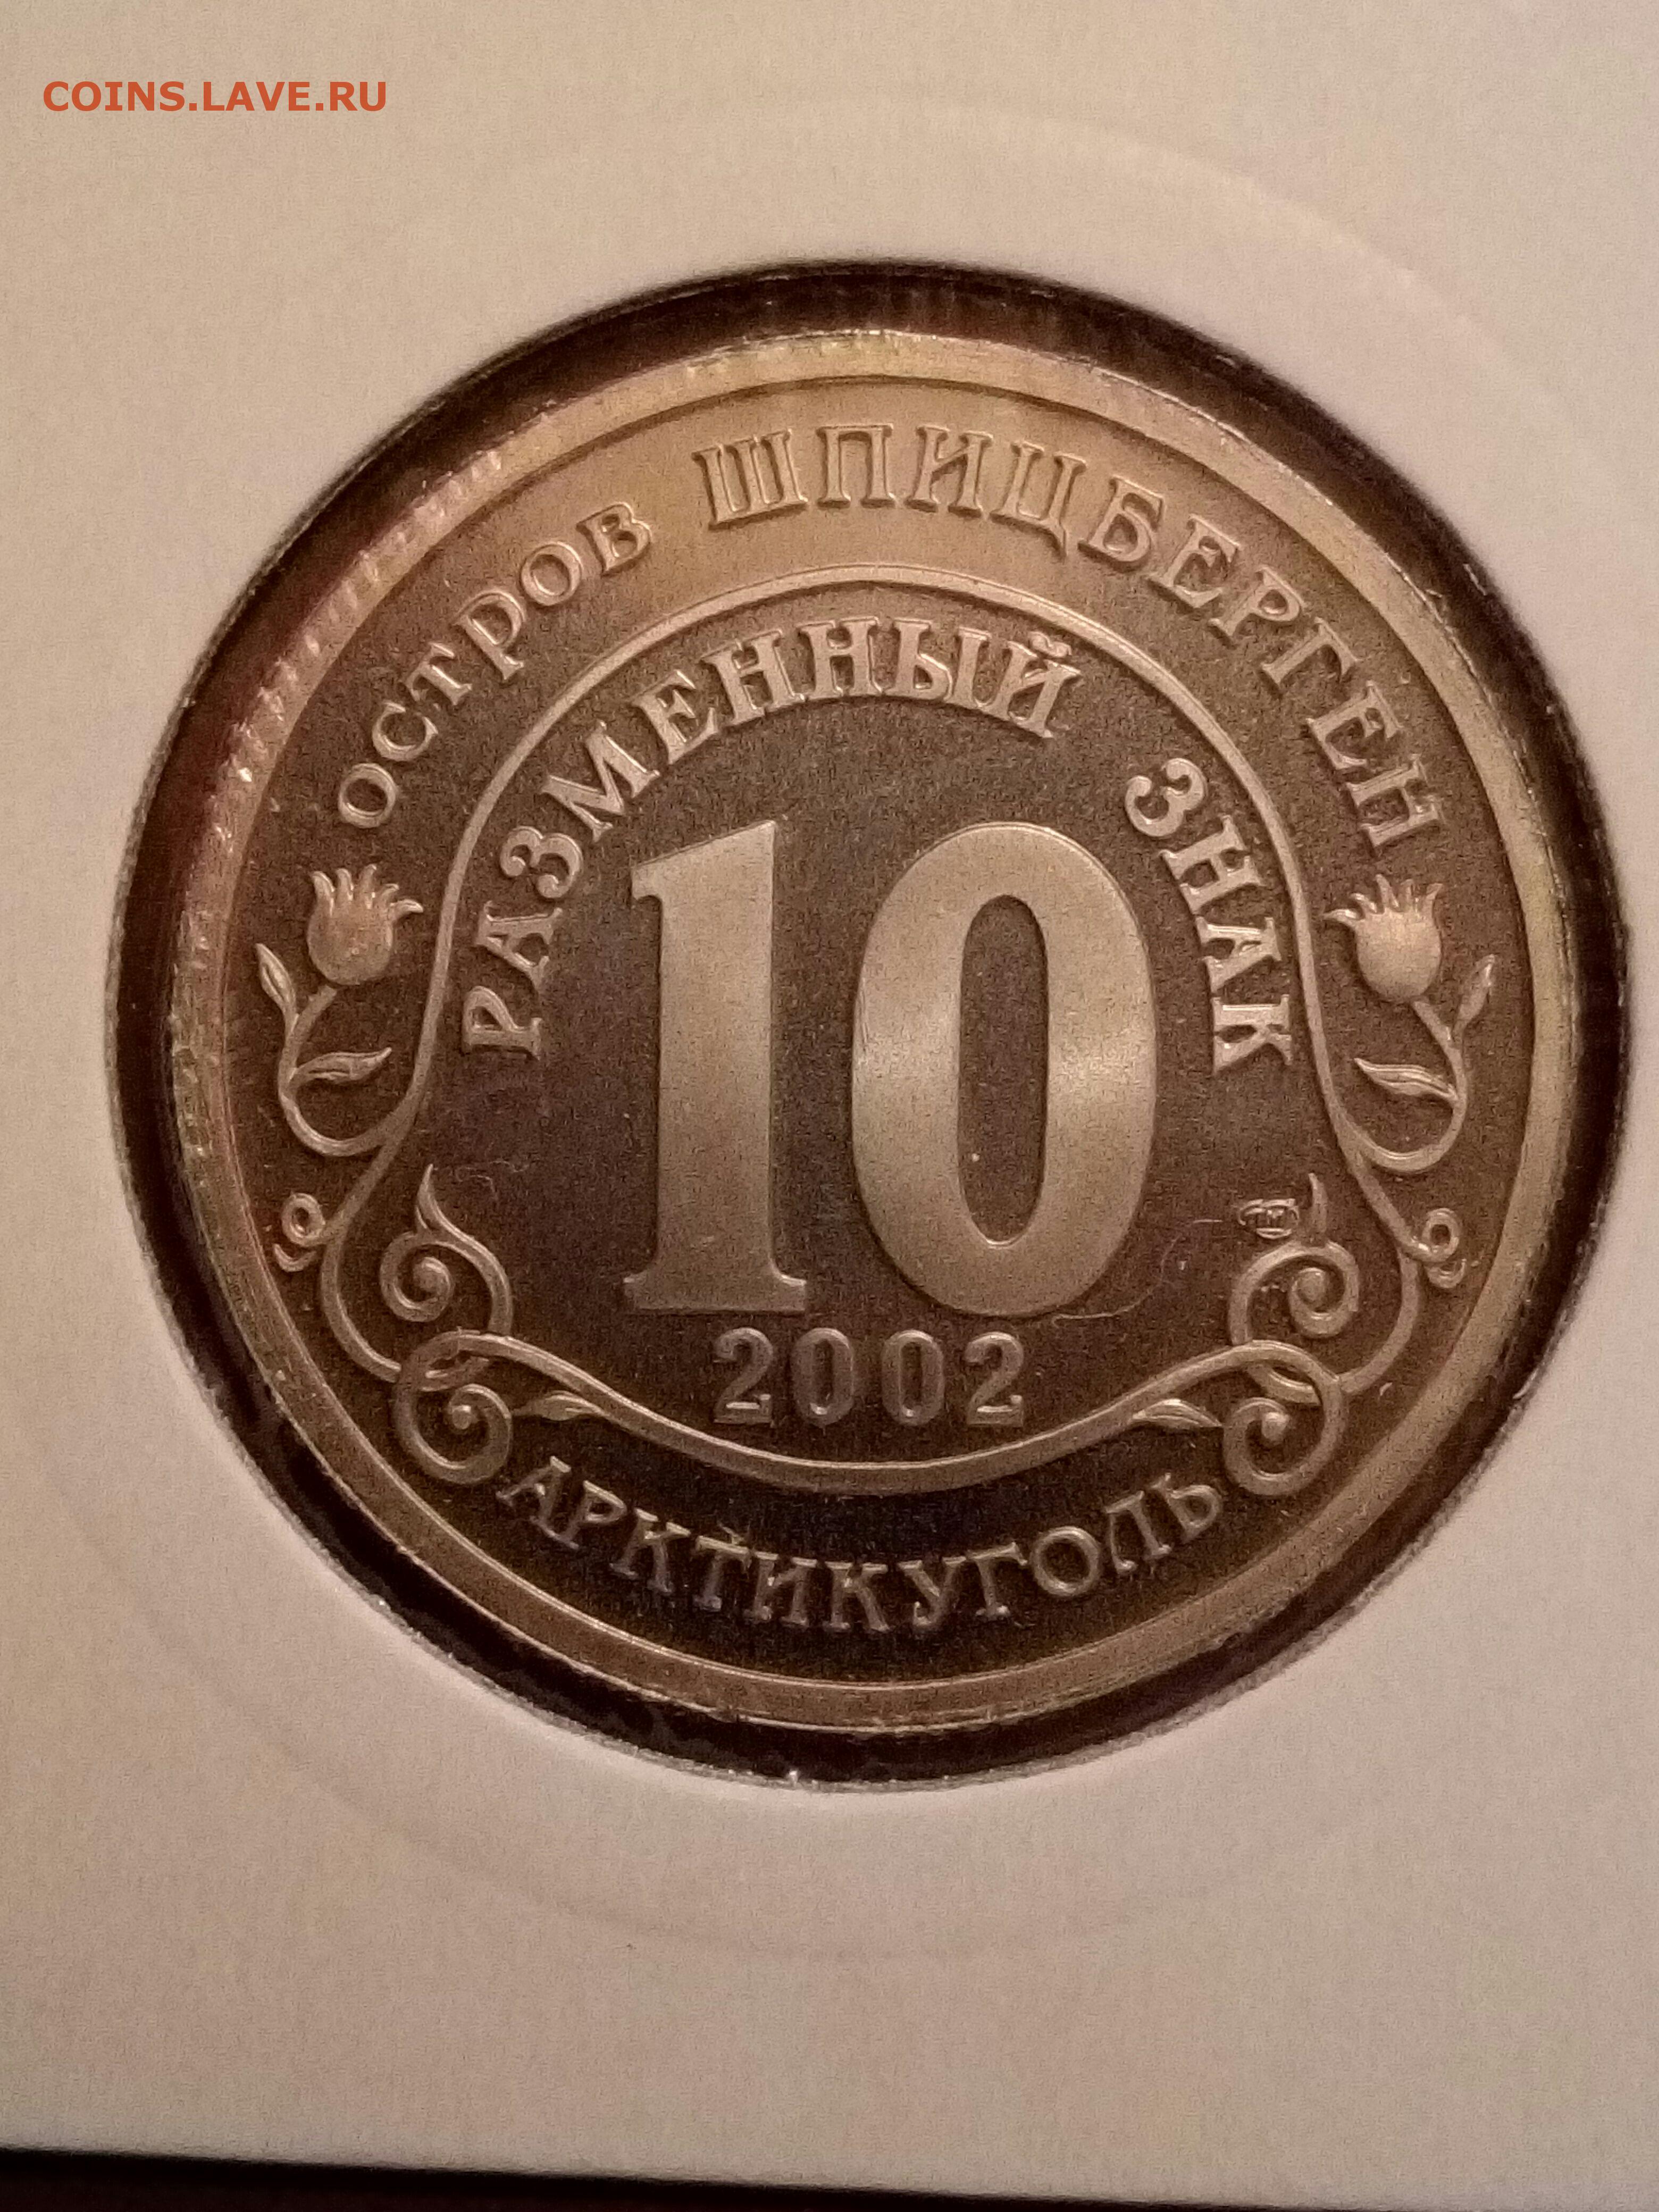 COINS.LAVE.RU
ОСТРОВ ШПИЦБЕРГЕН
РАЗМЕННЫЙ ЗНАК
10
2002
АРКТИКУГОЛЬ